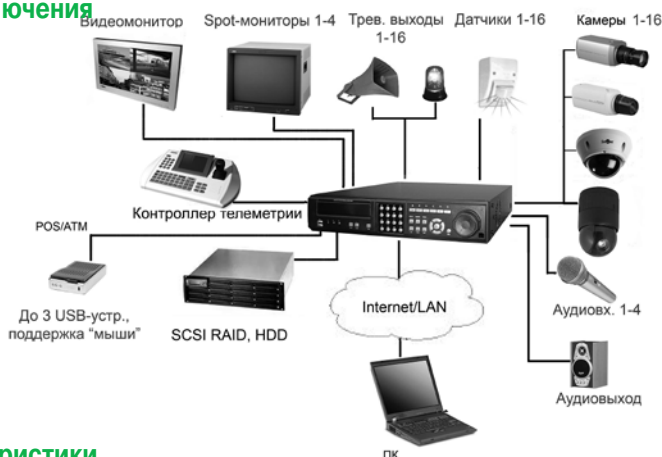 ючения
Видеомонитор
Spot-мониторы 1-4
Трев. выходы
1-16
Датчики 1-16
Камеры 1-16
Контроллер телеметрии
POS/ATM
До 3 USB-устр.,
поддержка “мыши”
SCSI RAID, HDD
Internet/LAN
Аудиовх. 1-4
Аудиовыход
ПК
ристики